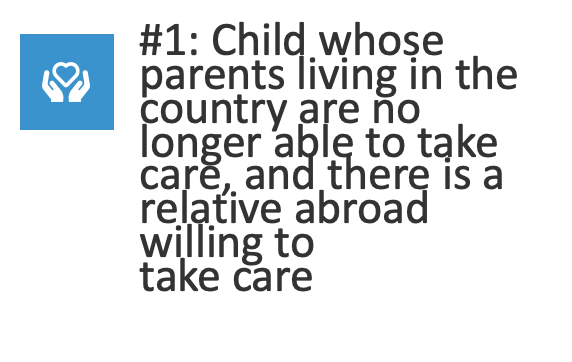 #1: Child whose
parents living in the
country are no
longer able to take
care, and there is a
relative abroad
willing to
take care